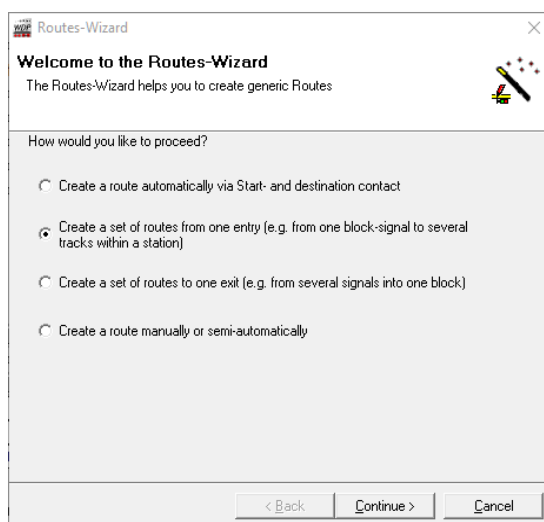 WDP Routes-Wizard
Welcome to the Routes-Wizard
The Routes-Wizard helps you to create generic Routes
How would you like to proceed?
Create a route automatically via Start- and destination contact
Create a set of routes from one entry (e.g. from one block-signal to several
tracks within a station)
Create a set of routes to one exit (e.g. from several signals into one block)
Create a route manually or semi-automatically
< Back Continue > Cancel